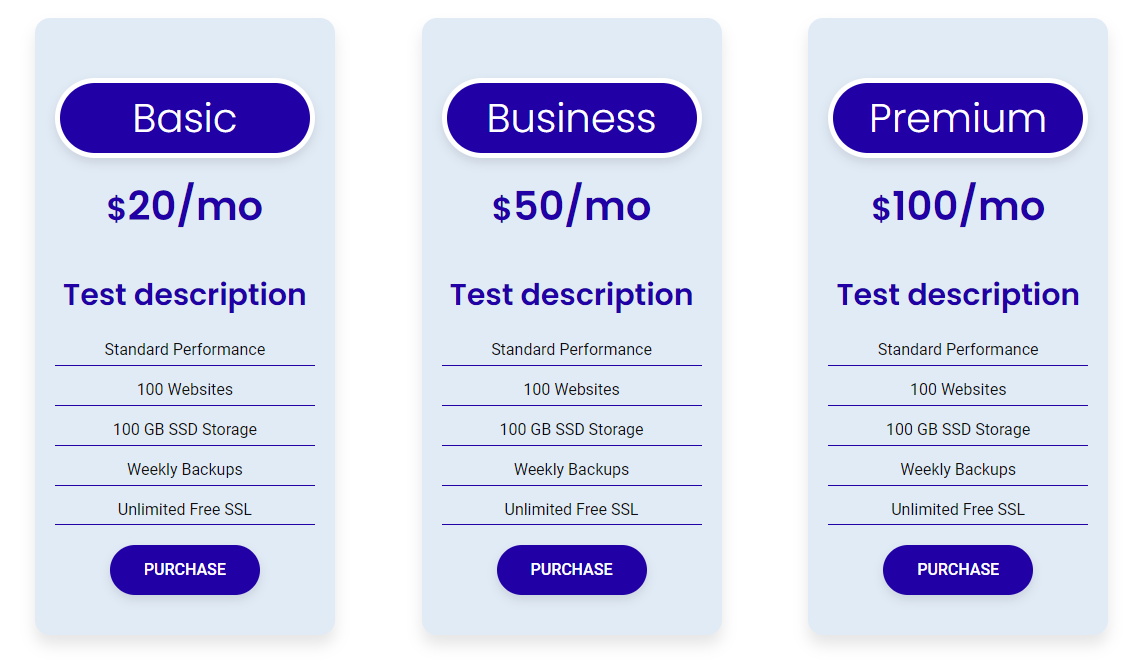 Basic
$20/mo
Test description
Standard Performance
100 Websites
100 GB SSD Storage
Weekly Backups
Unlimited Free SSL
PURCHASE
Business
$50/mo
Test description
Standard Performance
100 Websites
100 GB SSD Storage
Weekly Backups
Unlimited Free SSL
PURCHASE
Premium
$100/mo
Test description
Standard Performance
100 Websites
100 GB SSD Storage
Weekly Backups
Unlimited Free SSL
PURCHASE